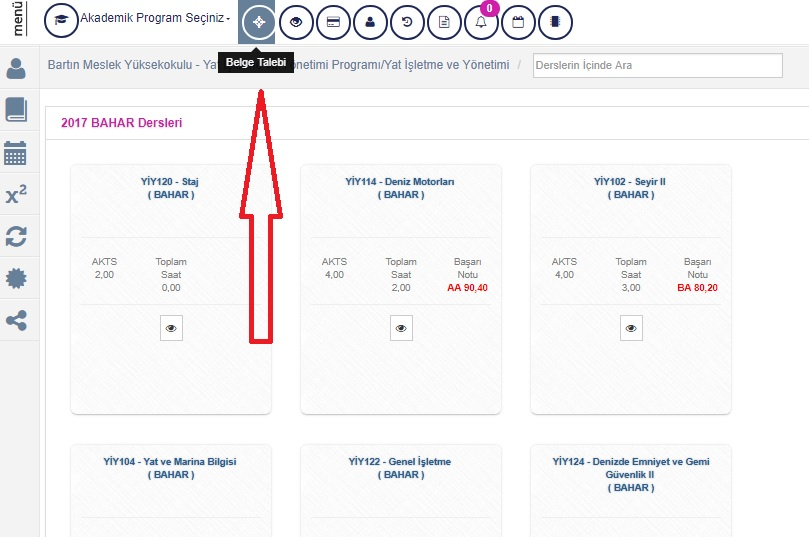 menü
Akademik Program Seçiniz
0
Belge Talebi
Bartın Meslek Yüksekokulu - Yat önetimi Programı/Yat İşletme ve Yönetimi /
Derslerin İçinde Ara
x²
2017 BAHAR Dersleri
YİY120 - Staj
( BAHAR )
AKTS
2,00
Toplam
Saat
0,00
YİY114 - Deniz Motorları
( BAHAR )
AKTS
4,00
Toplam
Saat
2,00
Başarı
Notu
AA 90,40
YİY102 - Seyir II
( BAHAR )
AKTS
4,00
Toplam
Saat
3,00
Başarı
Notu
BA 80,20
YİY104 - Yat ve Marina Bilgisi
( BAHAR )
YİY122 - Genel İşletme
( BAHAR )
YİY124 - Denizde Emniyet ve Gemi
Güvenlik II
( BAHAR )